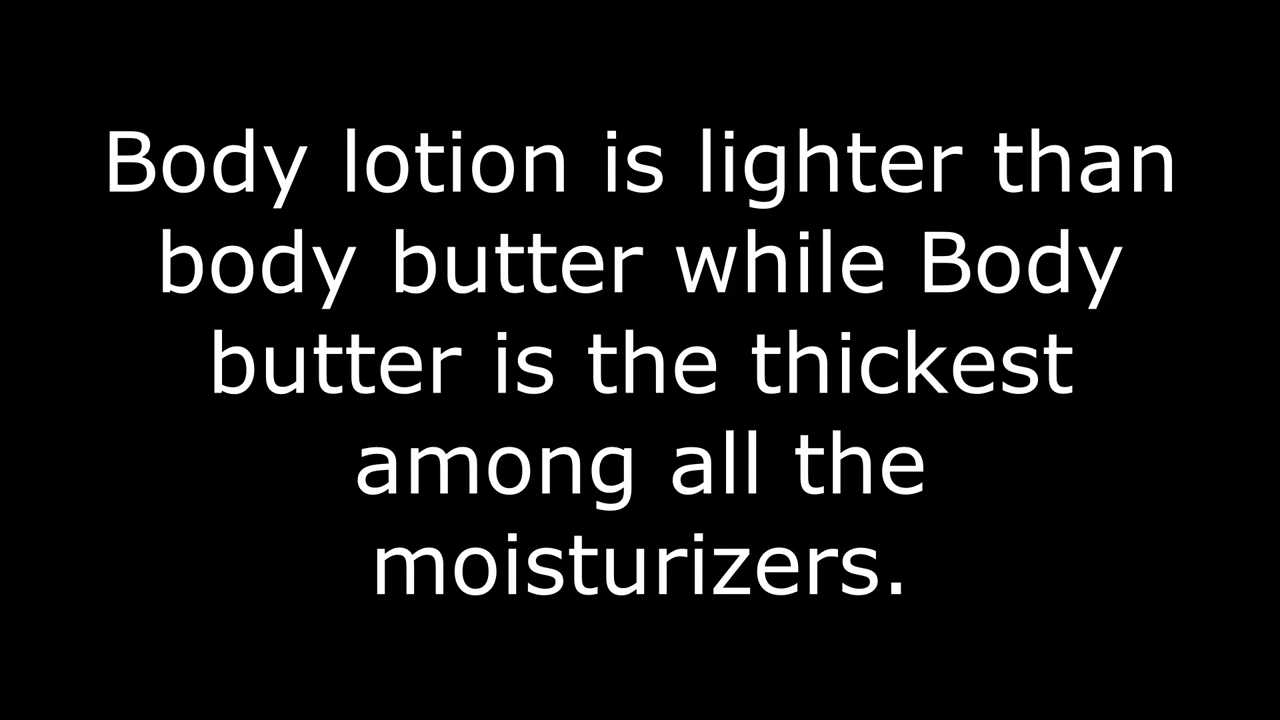 Body lotion is lighter than
body butter while Body
butter is the thickest
among all the
moisturizers.